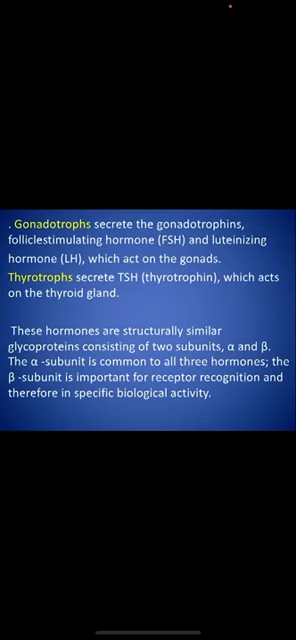 . Gonadotrophs secrete the gonadotrophins,
folliclestimulating hormone (FSH) and luteinizing
hormone (LH), which act on the gonads.
Thyrotrophs secrete TSH (thyrotrophin), which acts
on the thyroid gland.
These hormones are structurally similar
glycoproteins consisting of two subunits, α and β.
The α -subunit is common to all three hormones; the
β -subunit is important for receptor recognition and
therefore in specific biological activity.